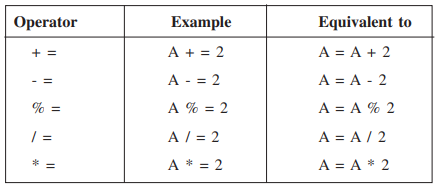 Operator Example Equivalent to
+ = A + = 2 A = A + 2
- = A - = 2 A = A - 2
% = A % = 2 A = A % 2
/ = A / = 2 A = A / 2
* = A * = 2 A = A * 2